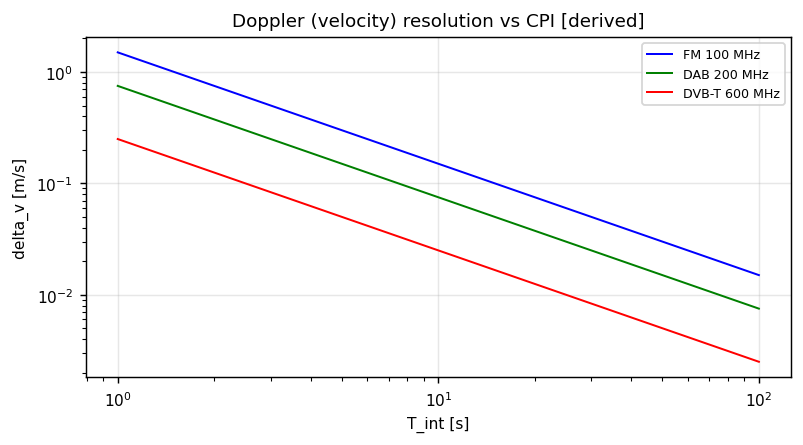 Doppler (velocity) resolution vs CPI [derived]
FM 100 MHz
DAB 200 MHz
DVB-T 600 MHz
delta_v [m/s]
10⁰
10⁻¹
10⁻²
10⁰ 10¹ 10²
T_int [s]